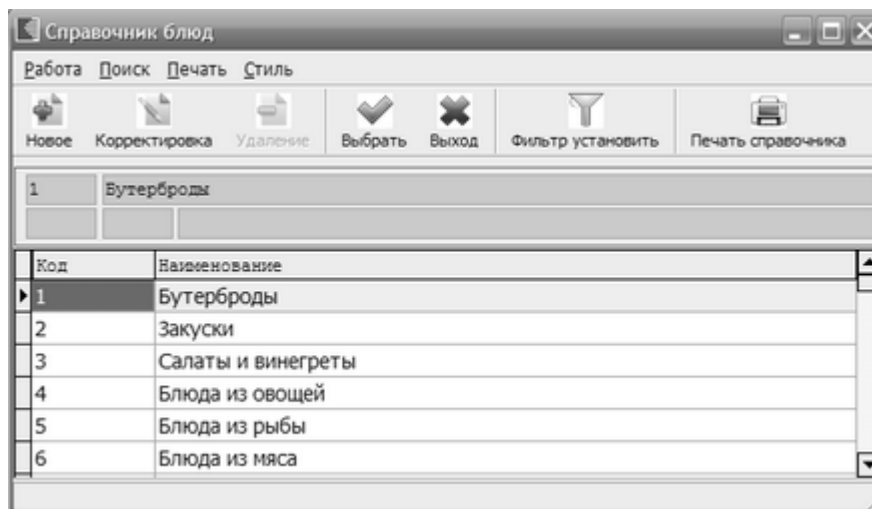 Справочник блюд
Работа Поиск Печать Стиль
Новое Корректировка Удаление Выбрать Выход Фильтр установить Печать справочника
1 Бутерброды
Код Наименование
1 Бутерброды
2 Закуски
3 Салаты и винегреты
4 Блюда из овощей
5 Блюда из рыбы
6 Блюда из мяса